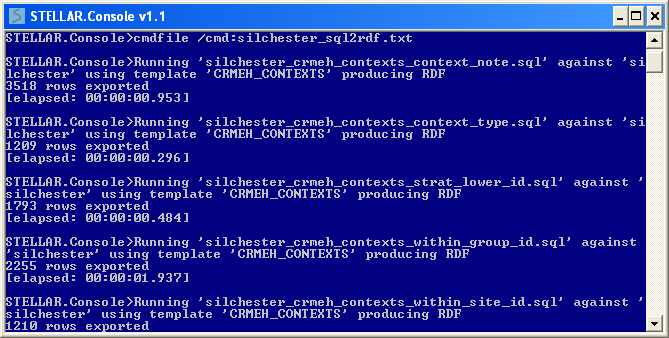 STELLAR.Console v1.1
STELLAR.Console>cmdfile /cmd:silchester_sql2rdf.txt
STELLAR.Console>Running 'silchester_crmeh_contexts_context_note.sql' against 'si
lchester' using template 'CRMEH_CONTEXTS' producing RDF
3518 rows exported
[elapsed: 00:00:00.953]
STELLAR.Console>Running 'silchester_crmeh_contexts_context_type.sql' against 'si
lchester' using template 'CRMEH_CONTEXTS' producing RDF
1209 rows exported
[elapsed: 00:00:00.296]
STELLAR.Console>Running 'silchester_crmeh_contexts_strat_lower_id.sql' against '
silchester' using template 'CRMEH_CONTEXTS' producing RDF
1793 rows exported
[elapsed: 00:00:00.484]
STELLAR.Console>Running 'silchester_crmeh_contexts_within_group_id.sql' against
'silchester' using template 'CRMEH_CONTEXTS' producing RDF
2255 rows exported
[elapsed: 00:00:01.937]
STELLAR.Console>Running 'silchester_crmeh_contexts_within_site_id.sql' against '
silchester' using template 'CRMEH_CONTEXTS' producing RDF
1210 rows exported